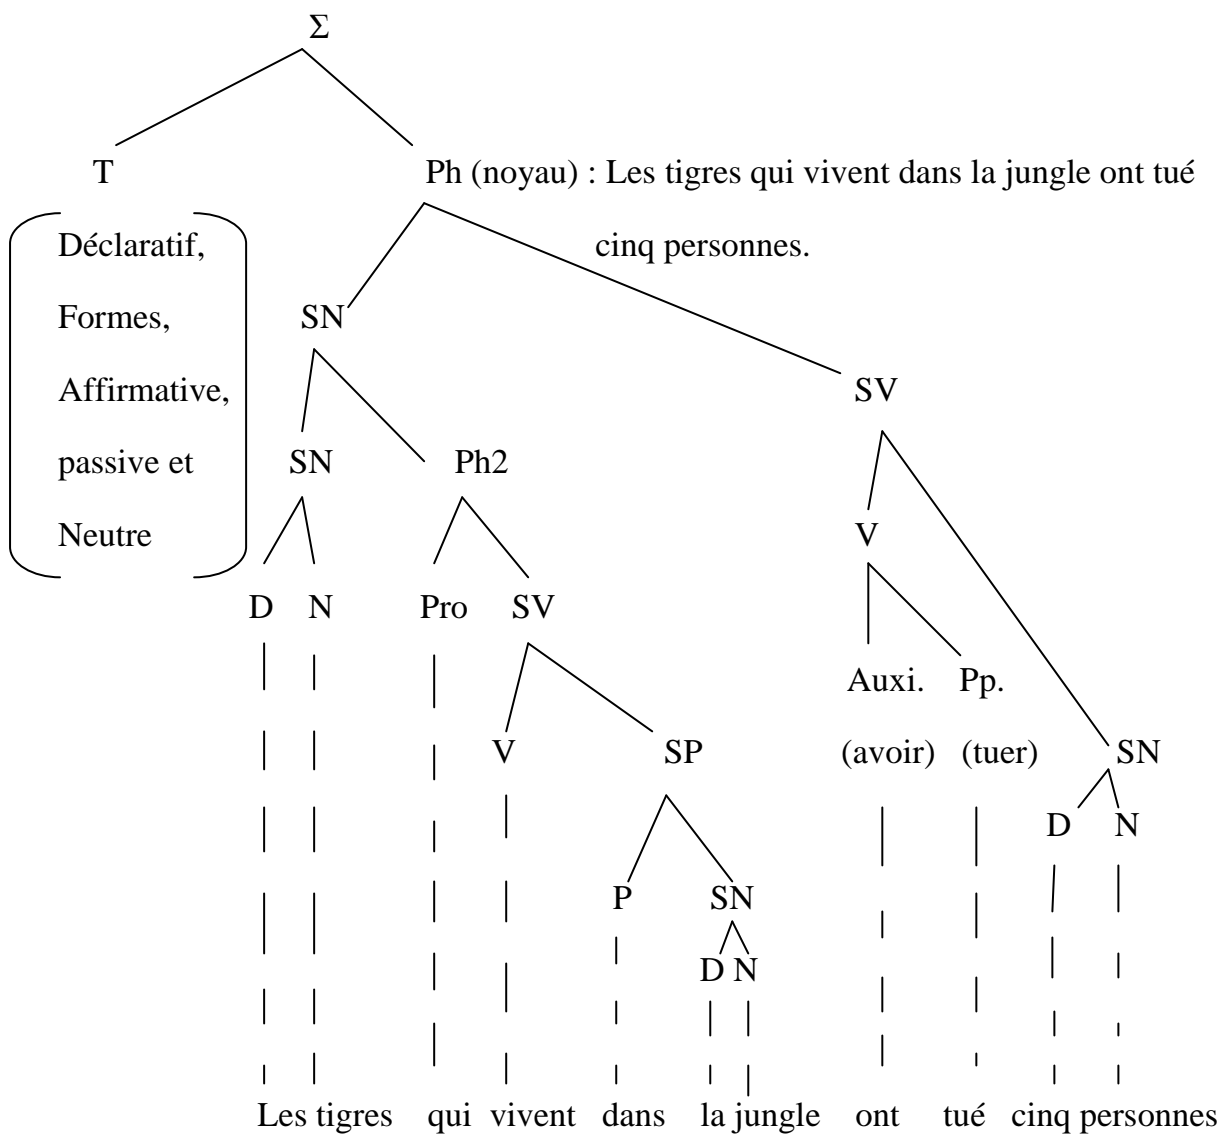 Σ
T Ph (noyau) : Les tigres qui vivent dans la jungle ont tué
Déclaratif, cinq personnes.
Formes, SN
Affirmative, SV
passive et SN Ph2
Neutre V
D N Pro SV
Auxi. Pp.
V SP (avoir) (tuer) SN
D N
P SN
D N
Les tigres qui vivent dans la jungle ont tué cinq personnes